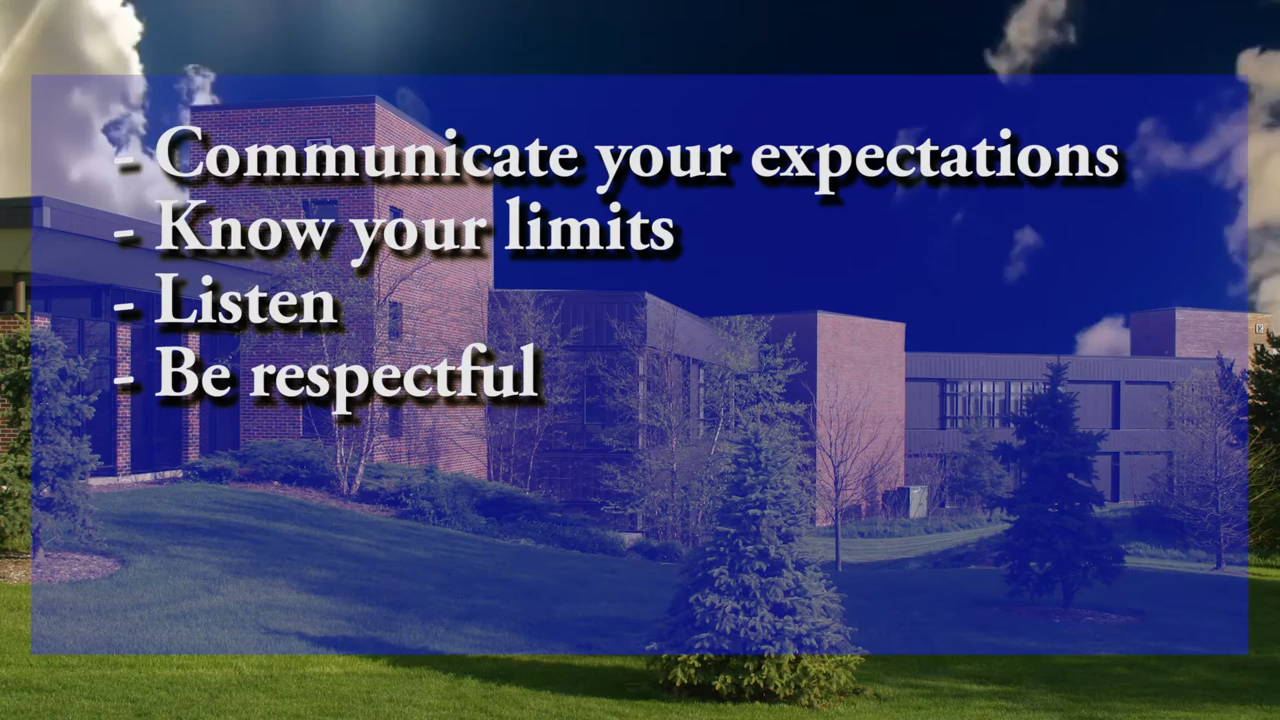 - Communicate your expectations
- Know your limits
- Listen
- Be respectful